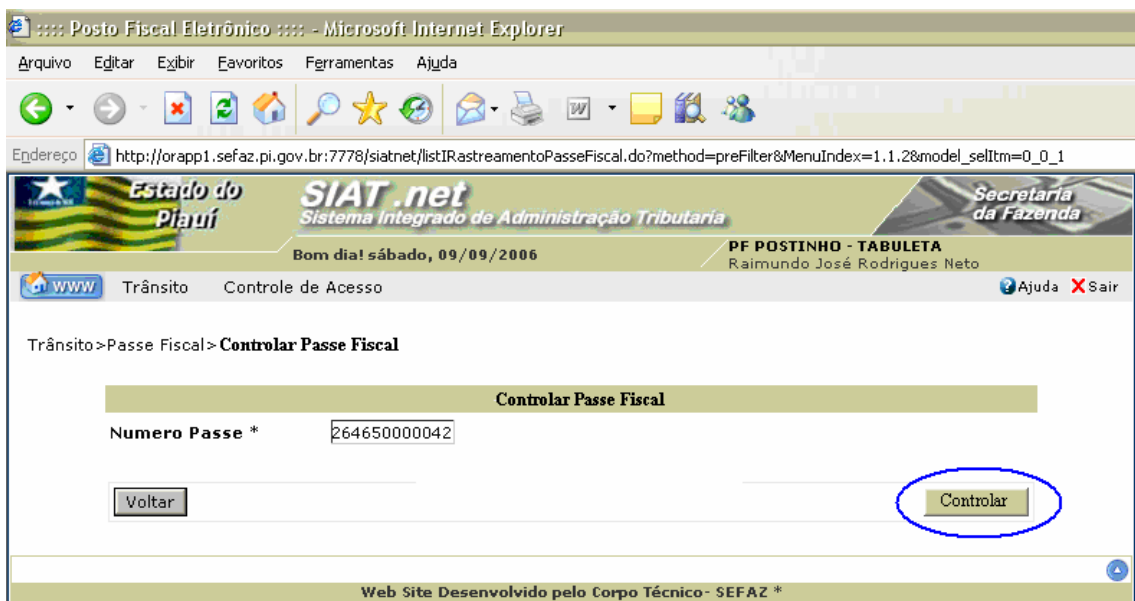 :::: Posto Fiscal Eletrônico :::: - Microsoft Internet Explorer
Arquivo Editar Exibir Favoritos Ferramentas Ajuda
Endereço http://orapp1.sefaz.pi.gov.br:7778/siatnet/listIRastreamentoPasseFiscal.do?method=preFilter&MenuIndex=1.1.2&model_selItm=0_0_1
Estado do Piauí
SIAT .net
Sistema Integrado de Administração Tributaria
Secretaria da Fazenda
Bom dia! sábado, 09/09/2006
PF POSTINHO - TABULETA
Raimundo José Rodrigues Neto
www Trânsito Controle de Acesso Ajuda Sair
Trânsito>Passe Fiscal>Controlar Passe Fiscal
Controlar Passe Fiscal
Numero Passe * 264650000042
Voltar Controlar
Web Site Desenvolvido pelo Corpo Técnico- SEFAZ *